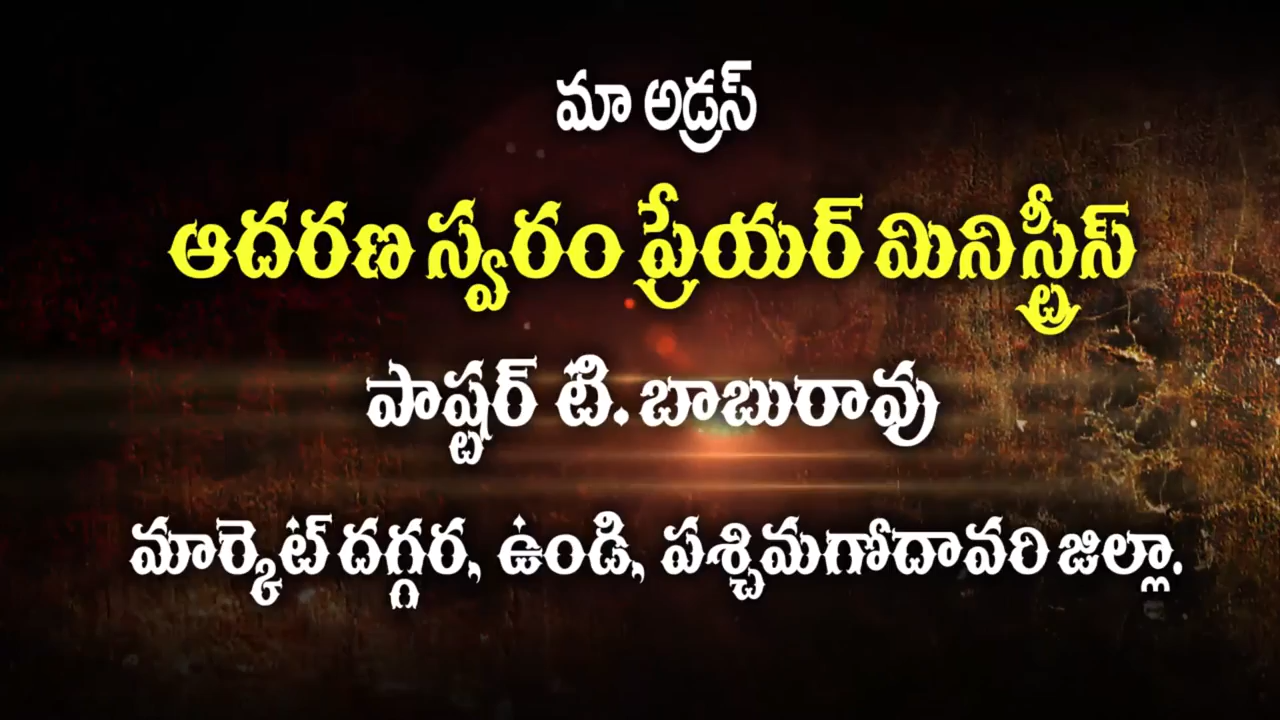 మా అడ్రస్
ఆదరణ స్వరం ప్రేయర్ మినిస్ట్రీస్
పాష్టర్ టి. బాబురావు
మార్కెట్ దగ్గర, ఉండి, పశ్చిమగోదావరి జిల్లా.